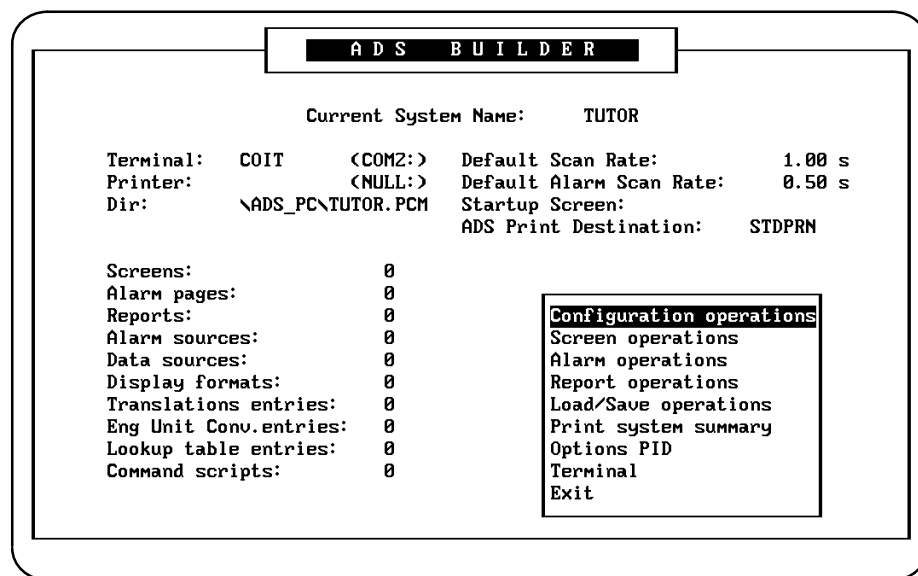 ADS BUILDER
Current System Name: TUTOR
Terminal: COIT (COM2:)
Printer: (NULL:)
Dir: \ADS_PC\TUTOR.PCM
Default Scan Rate: 1.00 s
Default Alarm Scan Rate: 0.50 s
Startup Screen:
ADS Print Destination: STDPRN
Screens: 0
Alarm pages: 0
Reports: 0
Alarm sources: 0
Data sources: 0
Display formats: 0
Translations entries: 0
Eng Unit Conv.entries: 0
Lookup table entries: 0
Command scripts: 0
Configuration operations
Screen operations
Alarm operations
Report operations
Load/Save operations
Print system summary
Options PID
Terminal
Exit